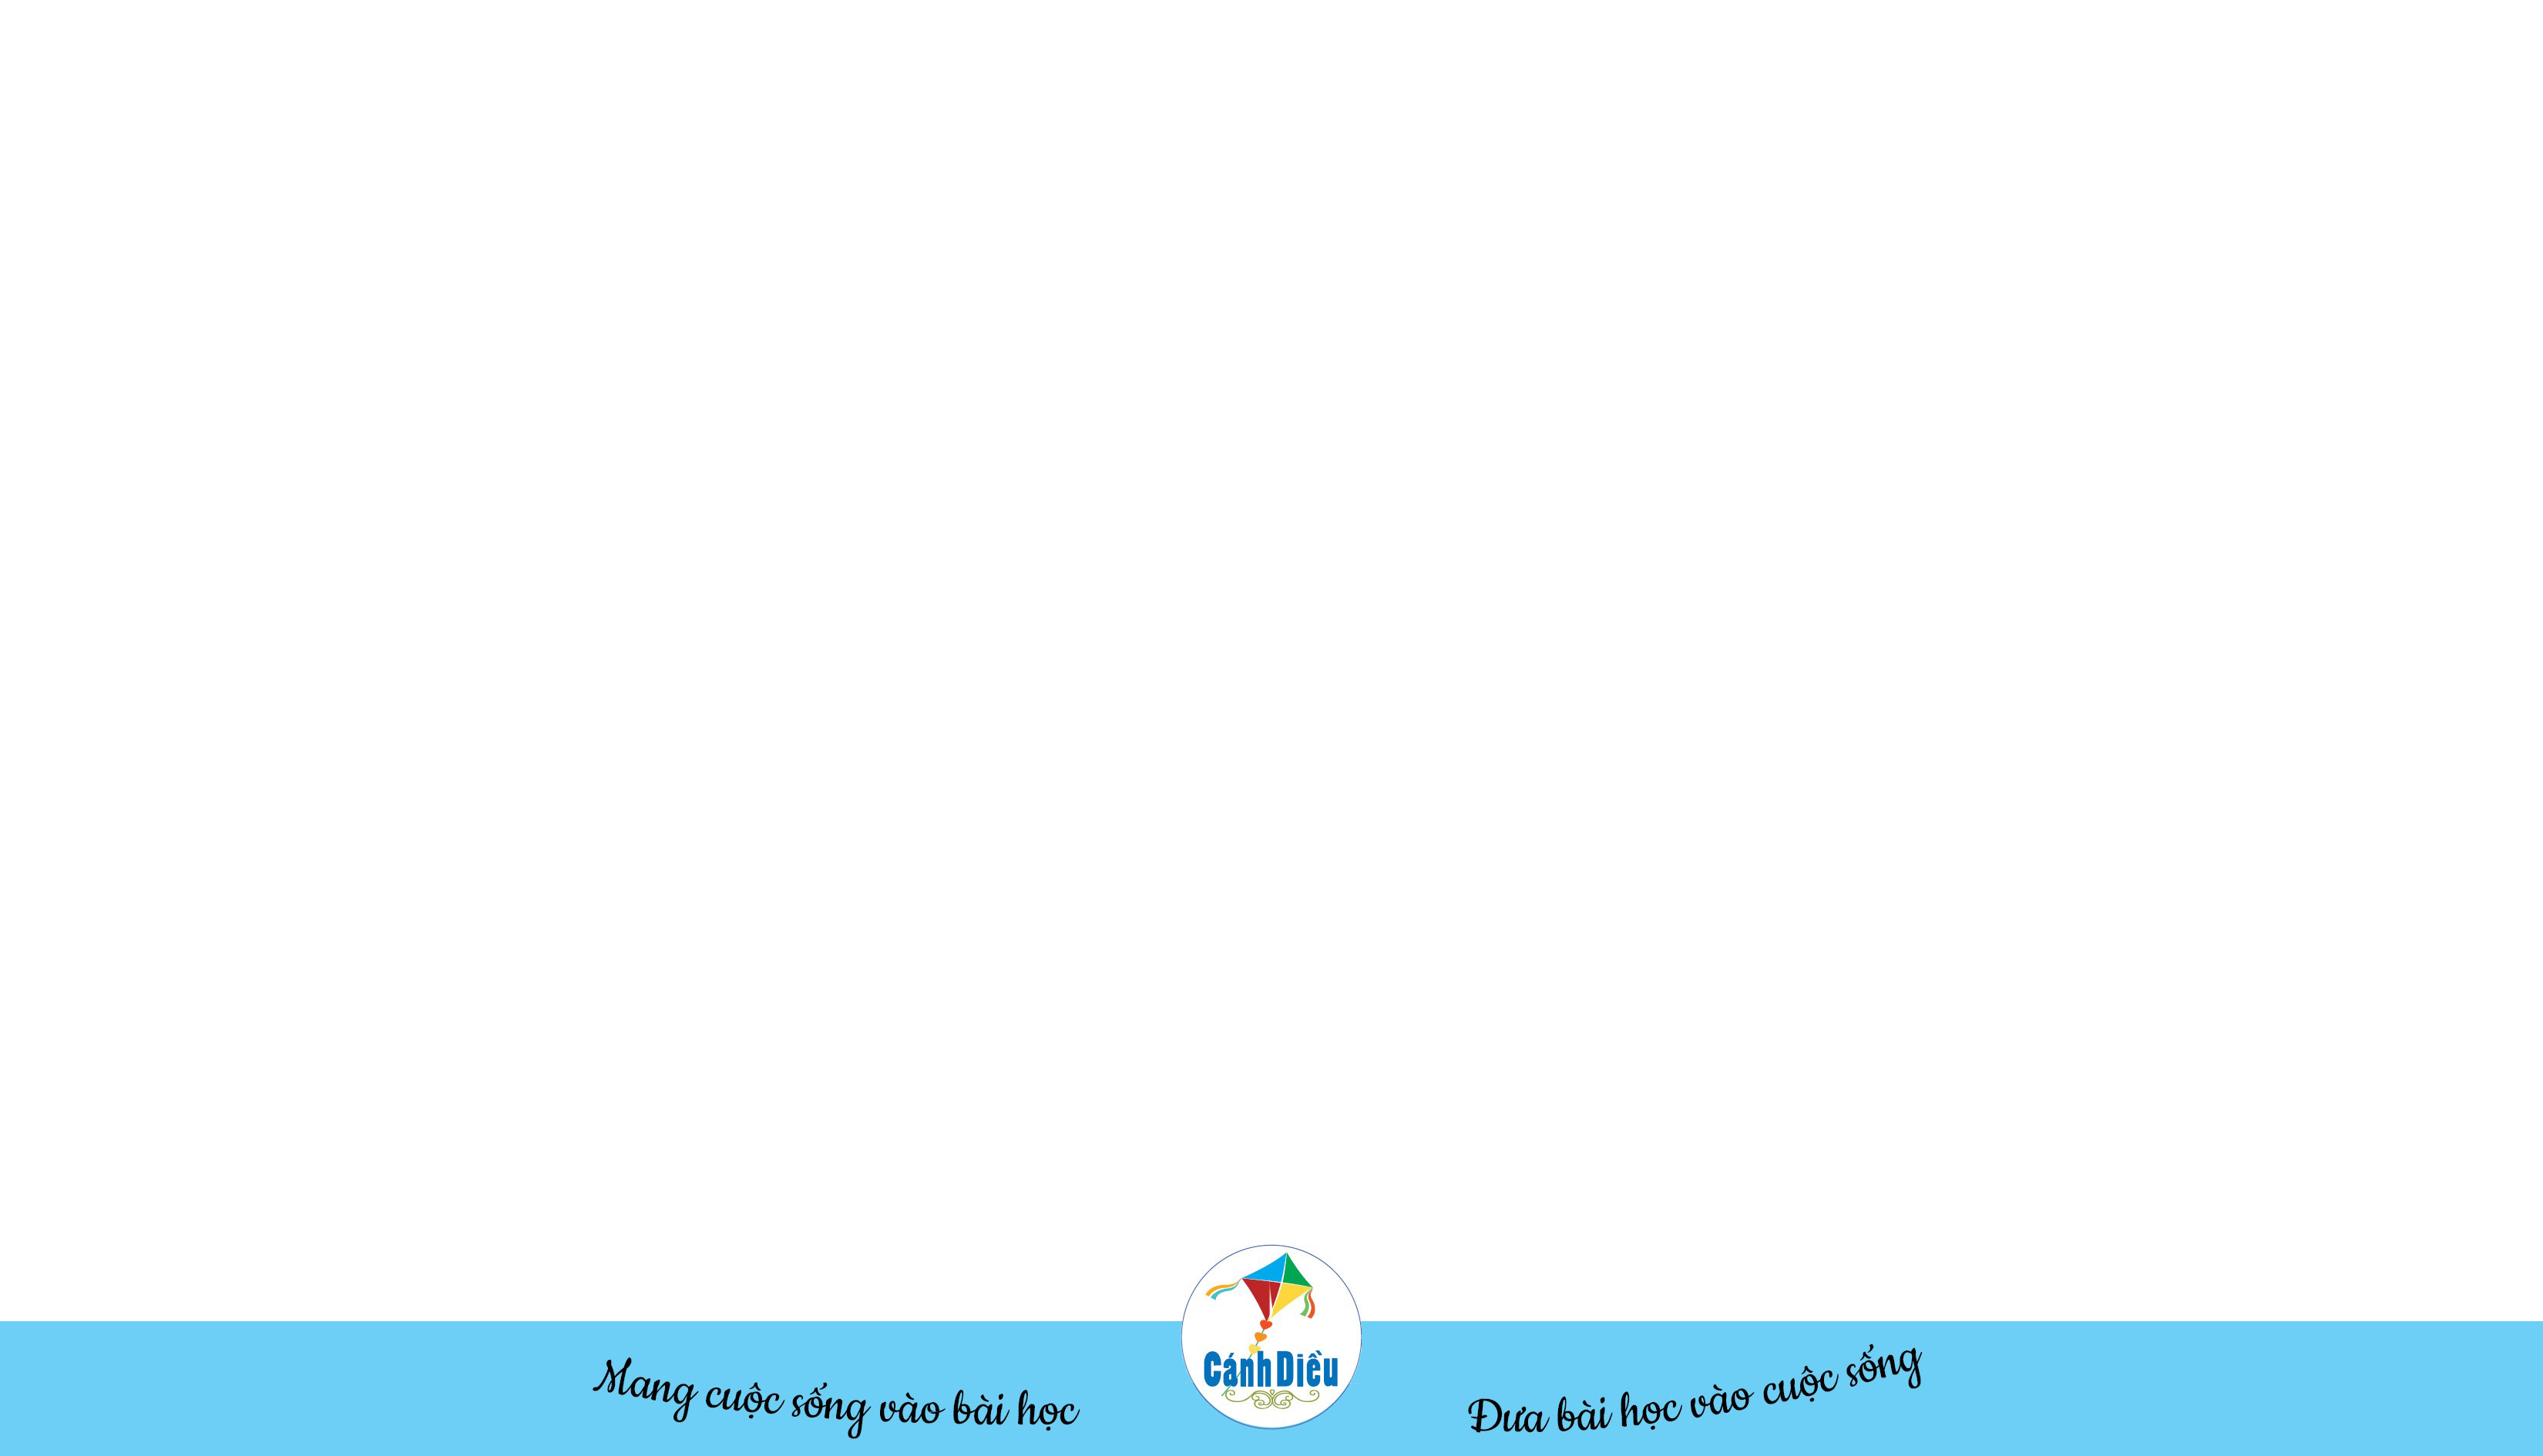 Mang cuộc sống vào bài học
Cánh Diều
Đưa bài học vào cuộc sống